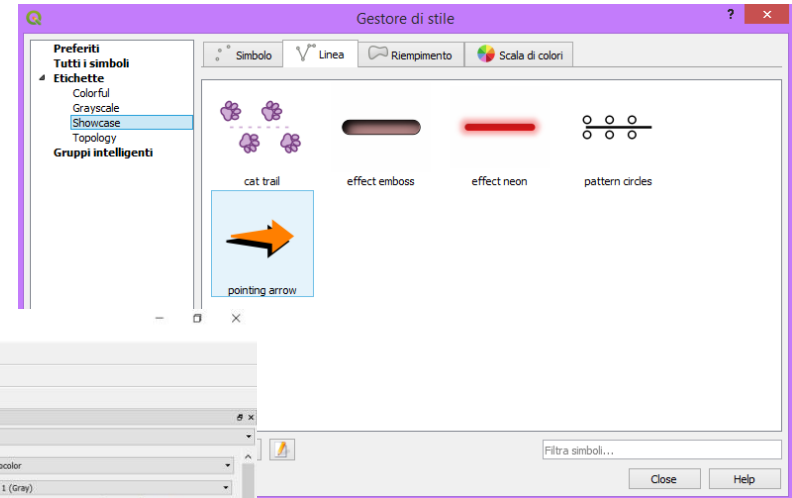 Gestore di stile
?
Preferiti
Tutti i simboli
Etichette
Colorful
Grayscale
Showcase
Topology
Gruppi intelligenti
Simbolo Linea Riempimento Scala di colori
cat trail effect emboss effect neon pattern circles
pointing arrow
Filtra simboli...
Close Help
1 (Gray)